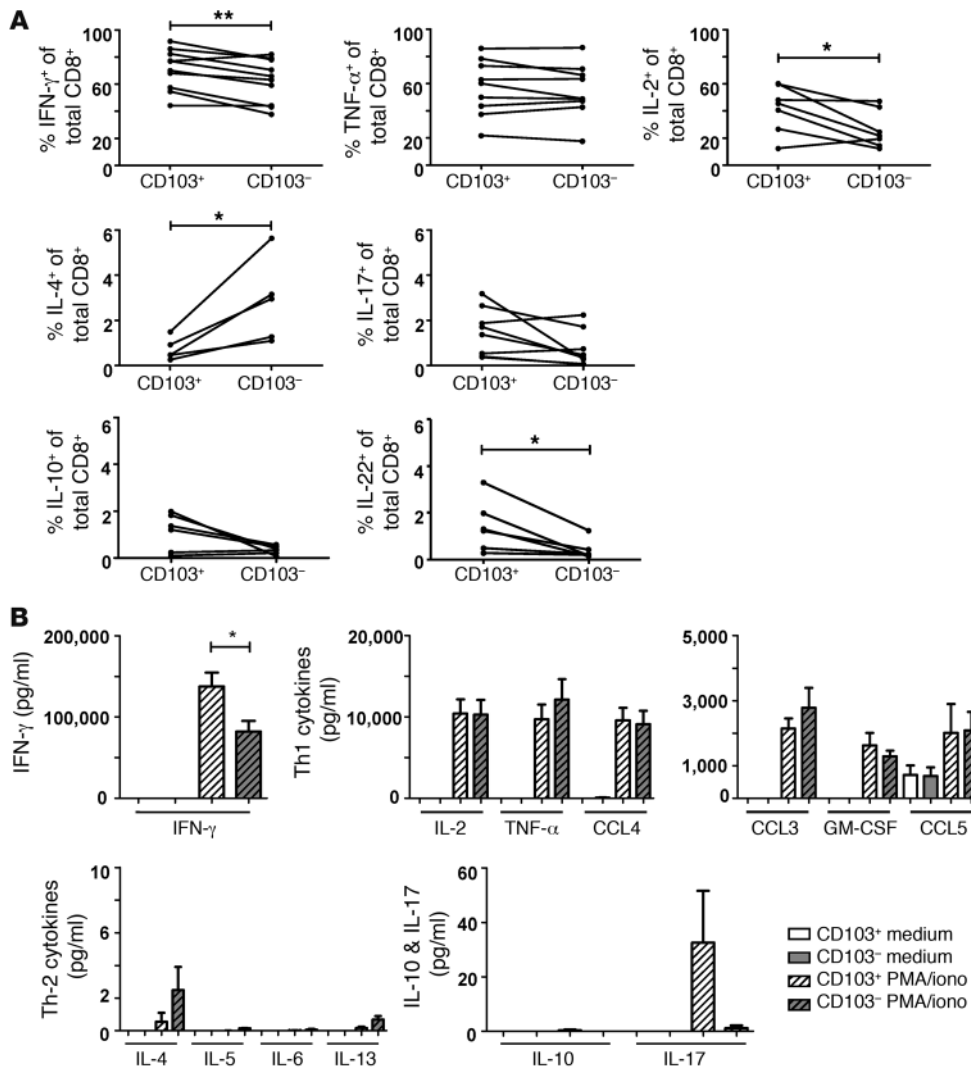 A
% IFN-γ⁺ of
total CD8⁺
100
60
20
0
**
CD103⁺ CD103⁻
% TNF-α⁺ of
total CD8⁺
100
60
20
0
CD103⁺ CD103⁻
% IL-2⁺ of
total CD8⁺
100
60
20
0
*
CD103⁺ CD103⁻
% IL-4⁺ of
total CD8⁺
6
4
2
0
*
CD103⁺ CD103⁻
% IL-17⁺ of
total CD8⁺
6
4
2
0
CD103⁺ CD103⁻
% IL-10⁺ of
total CD8⁺
6
4
2
0
CD103⁺ CD103⁻
% IL-22⁺ of
total CD8⁺
6
4
2
0
*
CD103⁺ CD103⁻
B
IFN-γ (pg/ml)
200,000
100,000
0
*
IFN-γ
Th1 cytokines
(pg/ml)
20,000
10,000
0
IL-2 TNF-α CCL4
5,000
3,000
1,000
0
CCL3 GM-CSF CCL5
Th-2 cytokines
(pg/ml)
10
6
4
2
0
IL-4 IL-5 IL-6 IL-13
IL-10 & IL-17
(pg/ml)
60
40
20
0
IL-10 IL-17
CD103⁺ medium
CD103⁻ medium
CD103⁺ PMA/iono
CD103⁻ PMA/iono